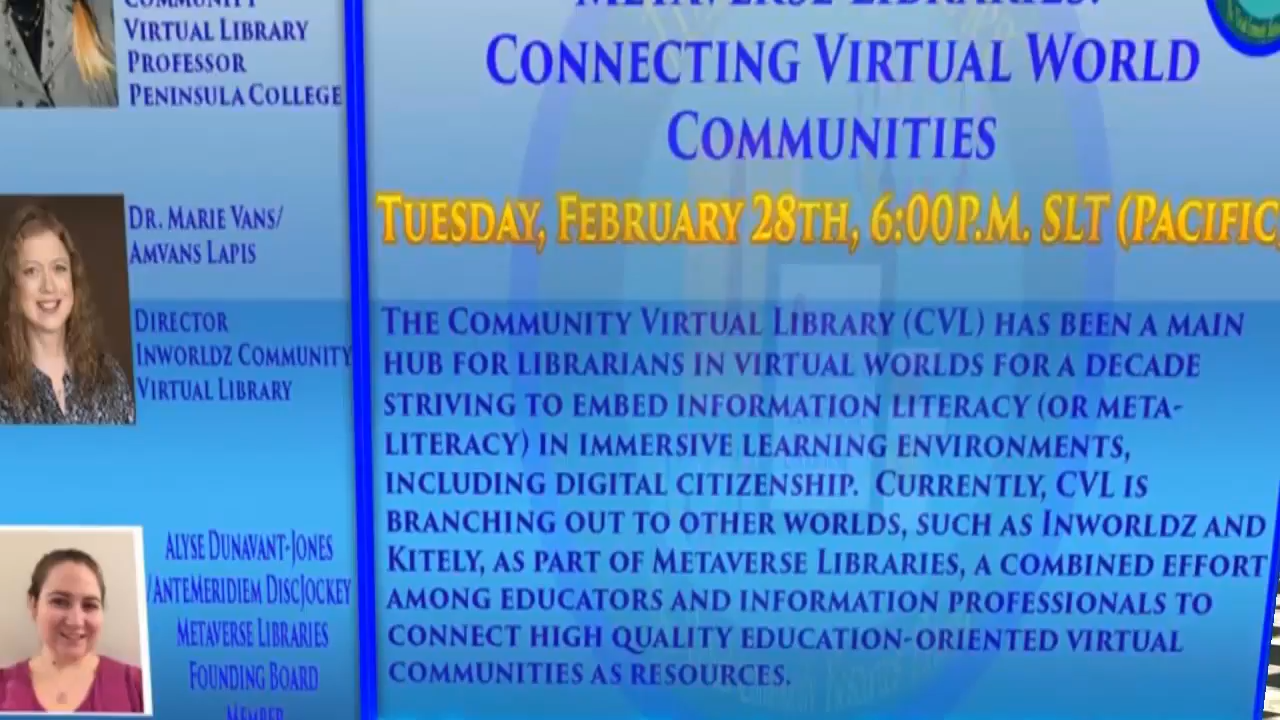 COMMUNITY
VIRTUAL LIBRARY
PROFESSOR
PENINSULA COLLEGE
DR. MARIE VANS/
AMVANS LAPIS
DIRECTOR
INWORLDZ COMMUNITY
VIRTUAL LIBRARY
ALYSE DUNAVANT-JONES
/ANTEMERIDIEM DISCJOCKEY
METAVERSE LIBRARIES
FOUNDING BOARD
MEMBER
METAVERSE LIBRARIES:
CONNECTING VIRTUAL WORLD
COMMUNITIES
TUESDAY, FEBRUARY 28TH, 6:00P.M. SLT (PACIFIC)
THE COMMUNITY VIRTUAL LIBRARY (CVL) HAS BEEN A MAIN
HUB FOR LIBRARIANS IN VIRTUAL WORLDS FOR A DECADE
STRIVING TO EMBED INFORMATION LITERACY (OR META-
LITERACY) IN IMMERSIVE LEARNING ENVIRONMENTS,
INCLUDING DIGITAL CITIZENSHIP. CURRENTLY, CVL IS
BRANCHING OUT TO OTHER WORLDS, SUCH AS INWORLDZ AND
KITELY, AS PART OF METAVERSE LIBRARIES, A COMBINED EFFORT
AMONG EDUCATORS AND INFORMATION PROFESSIONALS TO
CONNECT HIGH QUALITY EDUCATION-ORIENTED VIRTUAL
COMMUNITIES AS RESOURCES.